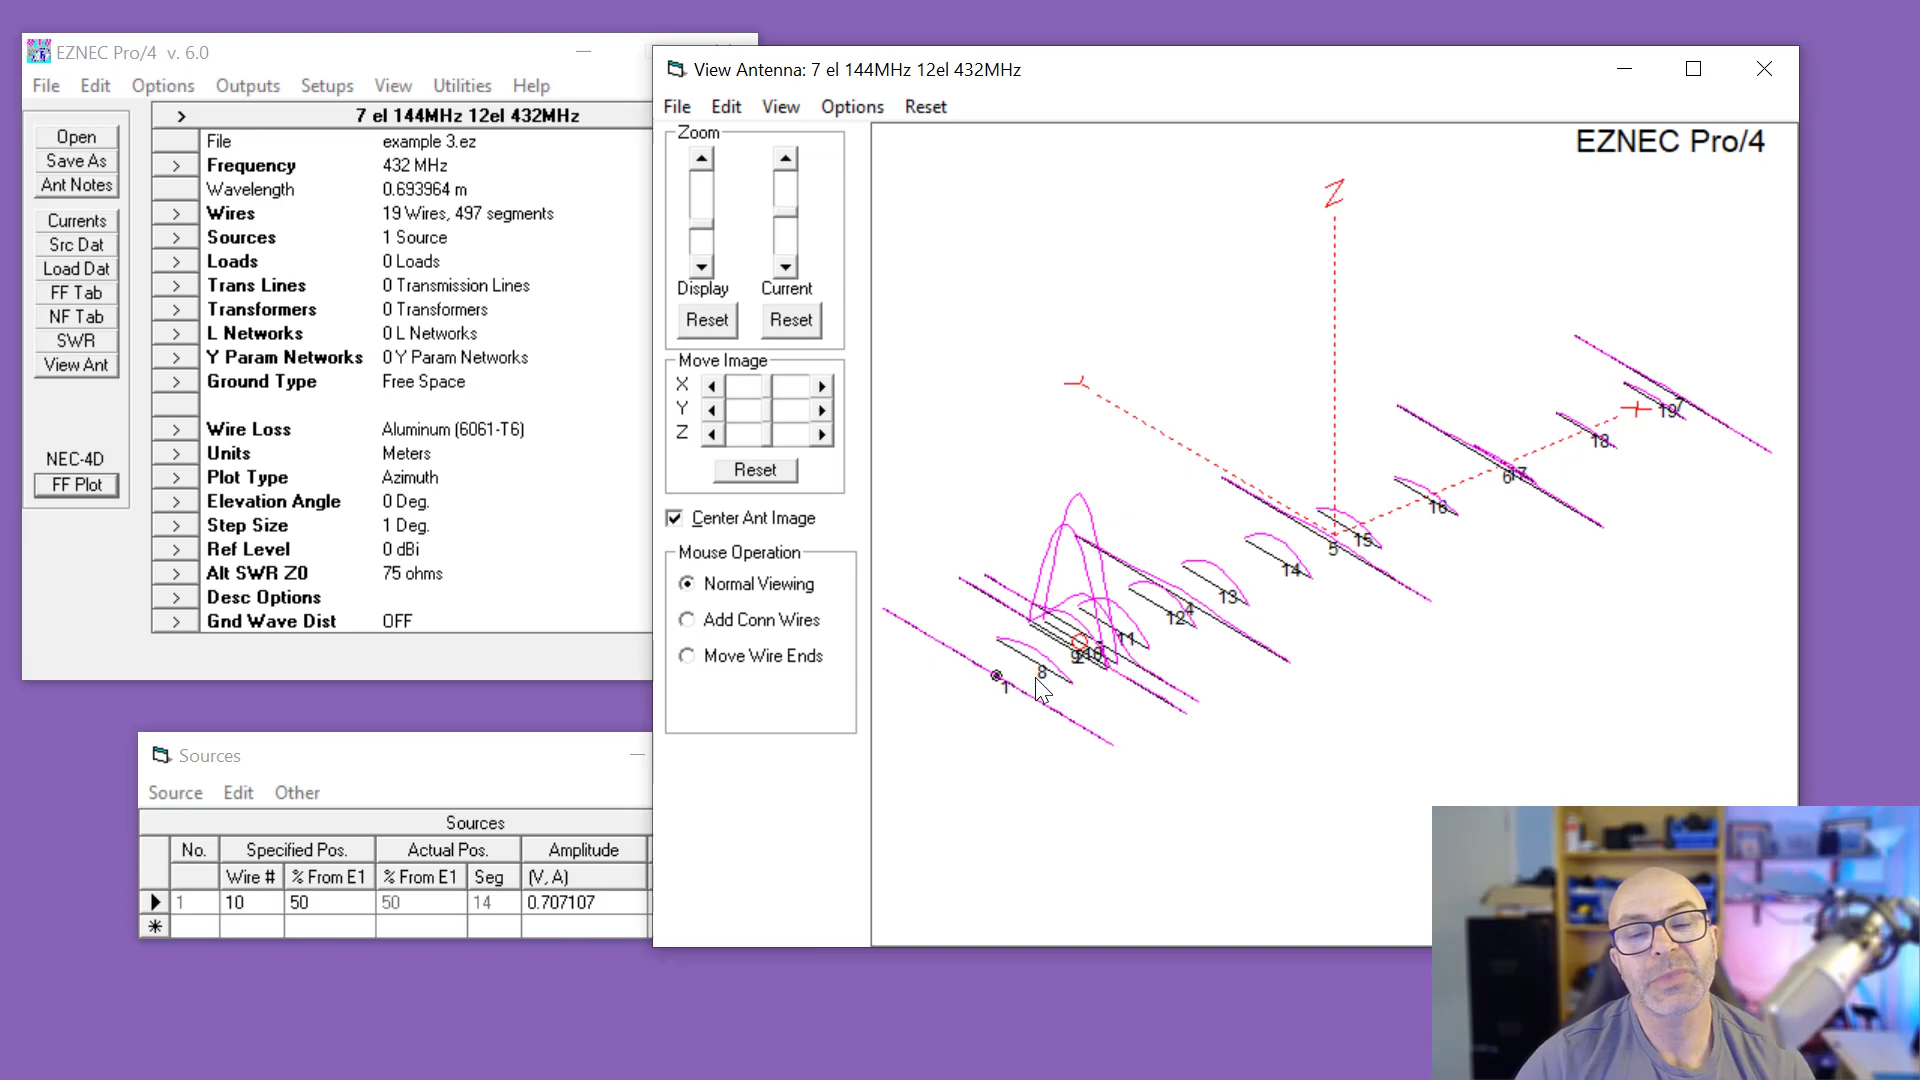 EZNEC Pro/4 v. 6.0
File Edit Options Outputs Setups View Utilities Help
Open
Save As
Ant Notes
Currents
Src Dat
Load Dat
FF Tab
NF Tab
SWR
View Ant
NEC-4D
FF Plot
> 7 el 144MHz 12el 432MHz
File example 3.ez
> Frequency 432 MHz
Wavelength 0.693964 m
> Wires 19 Wires, 497 segments
> Sources 1 Source
> Loads 0 Loads
> Trans Lines 0 Transmission Lines
> Transformers 0 Transformers
> L Networks 0 L Networks
> Y Param Networks 0 Y Param Networks
> Ground Type Free Space
> Wire Loss Aluminum (6061-T6)
> Units Meters
> Plot Type Azimuth
> Elevation Angle 0 Deg.
> Step Size 1 Deg.
> Ref Level 0 dBi
> Alt SWR Z0 75 ohms
> Desc Options
> Gnd Wave Dist OFF
Sources
Source Edit Other
Sources
No. Specified Pos. Actual Pos. Amplitude
Wire # % From E1 % From E1 Seg (V, A)
1 10 50 50 14 0.707107
View Antenna: 7 el 144MHz 12el 432MHz
File Edit View Options Reset
Zoom
Display Current
Reset Reset
Move Image
X
Y
Z
Reset
Center Ant Image
Mouse Operation
Normal Viewing
Add Conn Wires
Move Wire Ends
EZNEC Pro/4
Z
Y
X
19
7
18
6
17
16
15
5
14
13
4
12
11
10
9
2
8
1